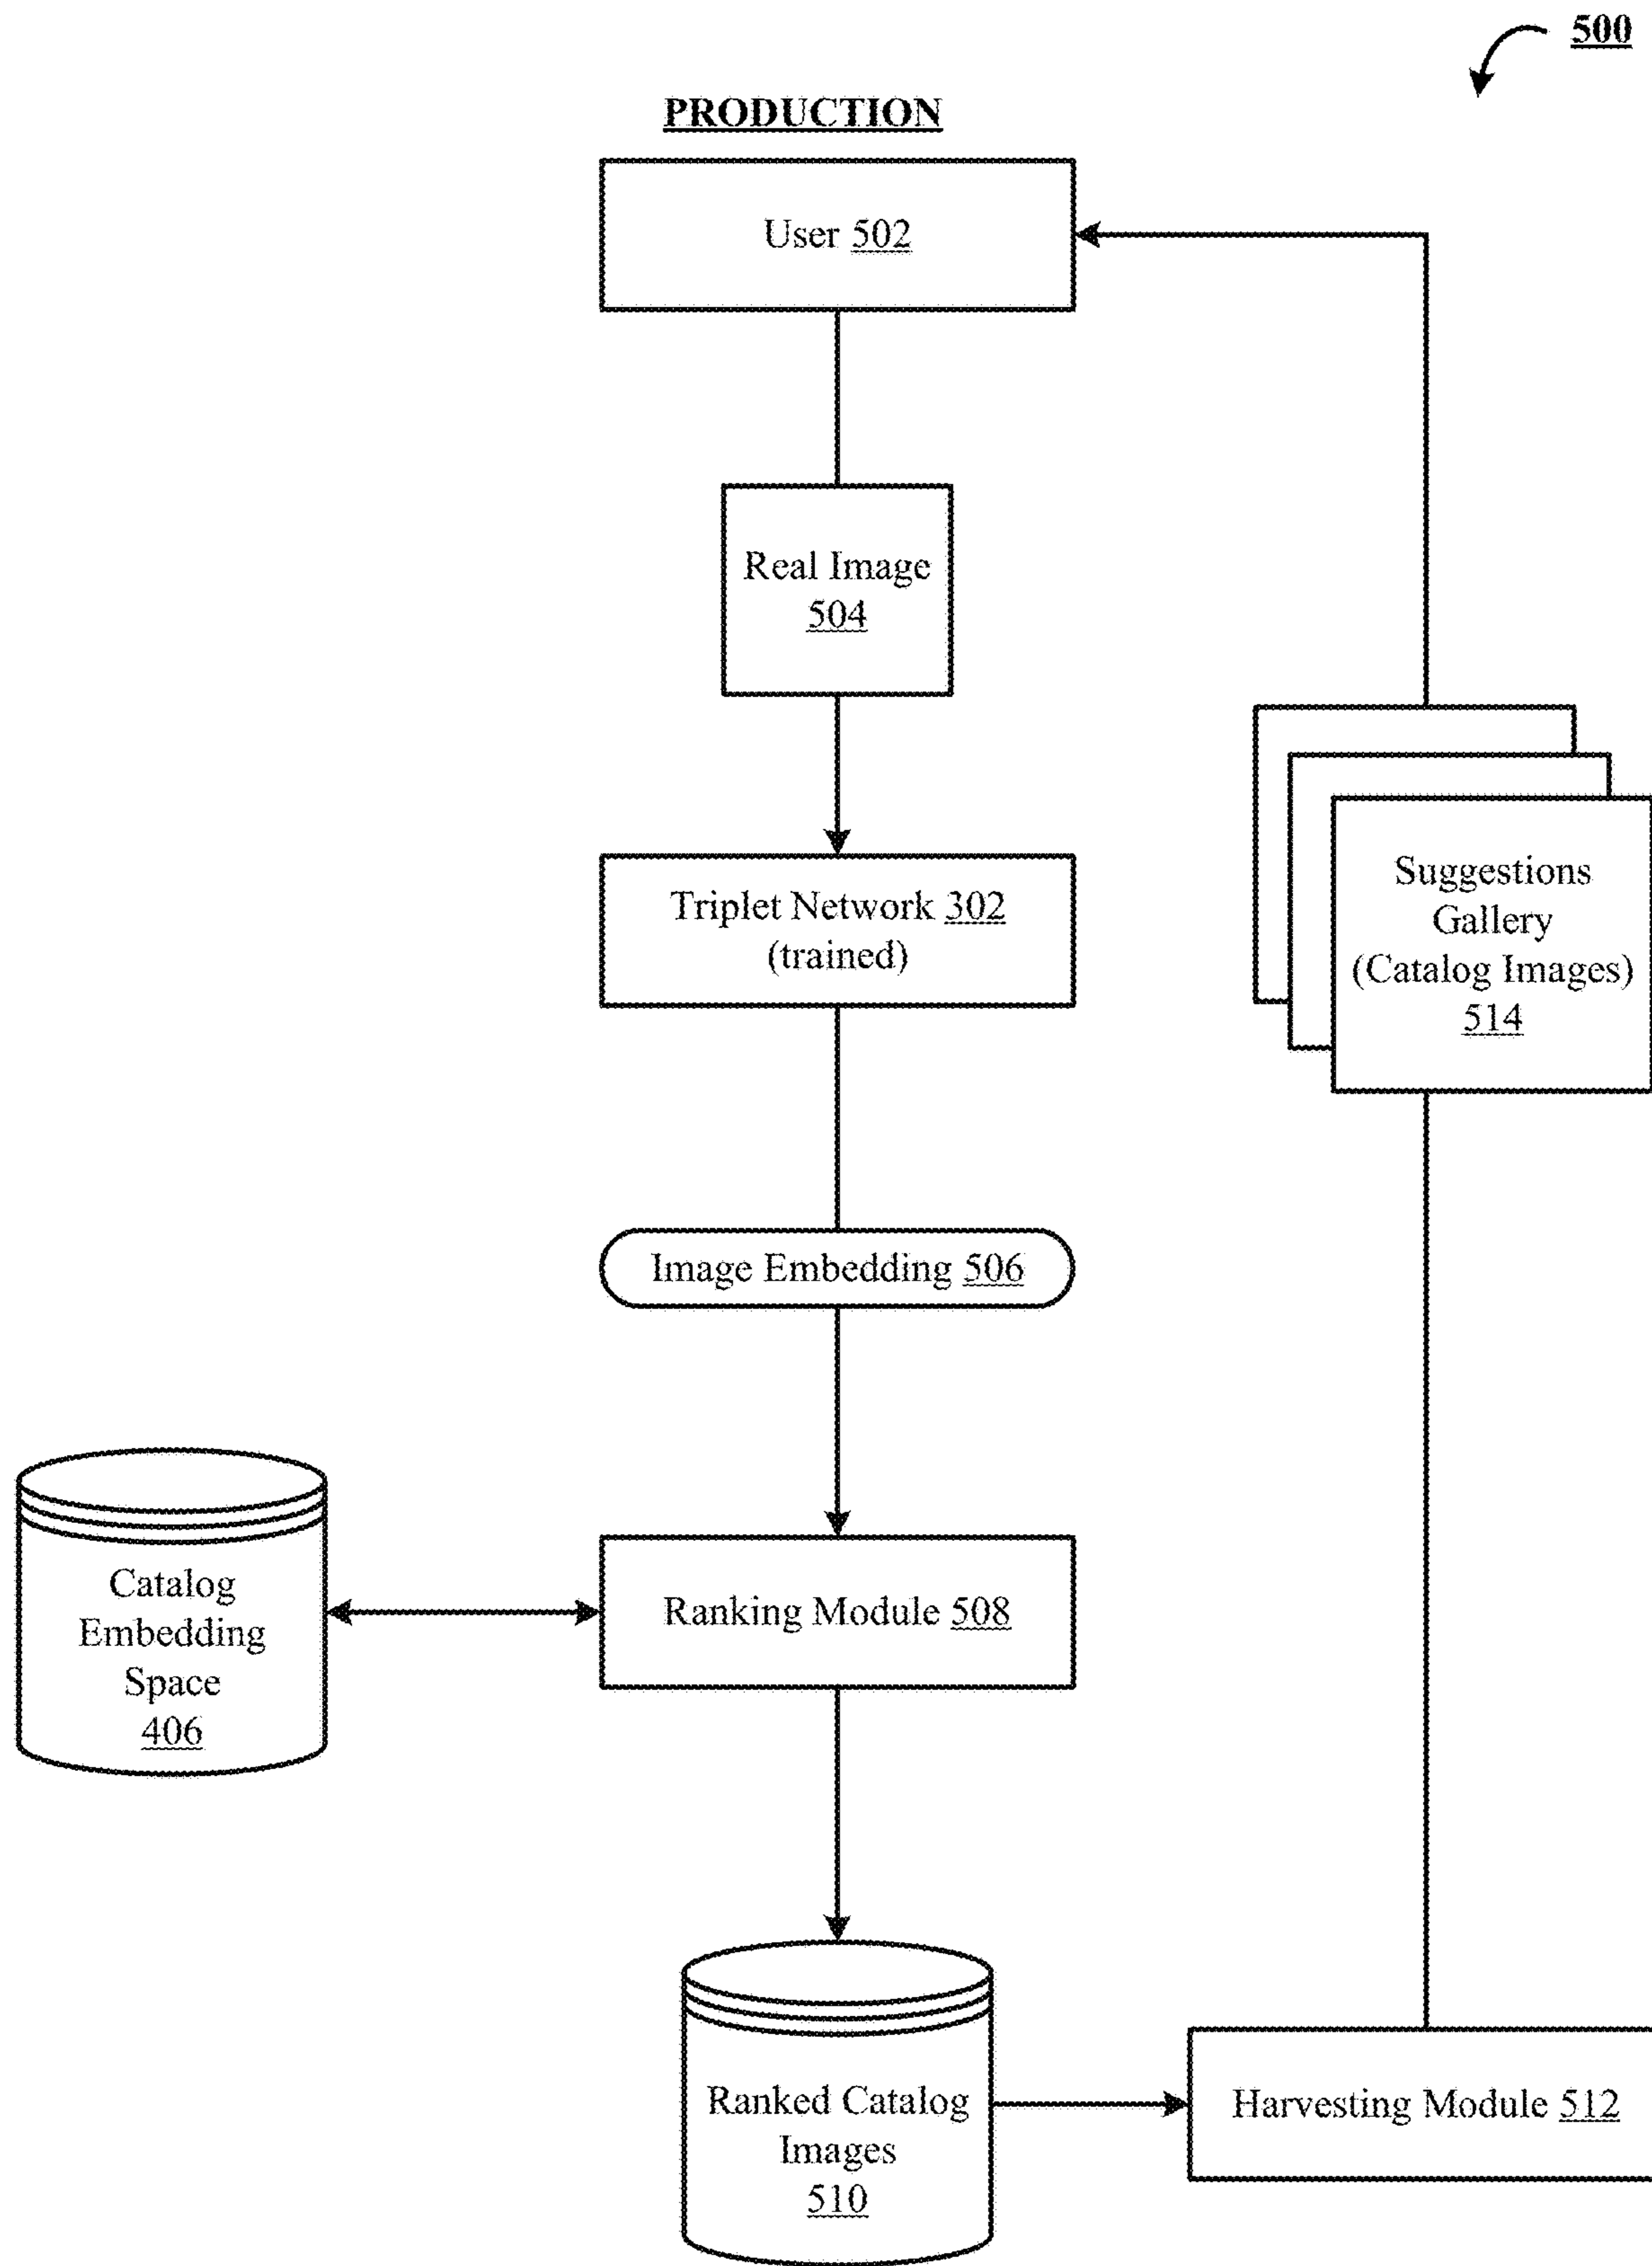 500
PRODUCTION
User 502
Real Image
504
Triplet Network 302
(trained)
Suggestions
Gallery
(Catalog Images)
514
Image Embedding 506
Catalog
Embedding
Space
406
Ranking Module 508
Ranked Catalog
Images
510
Harvesting Module 512